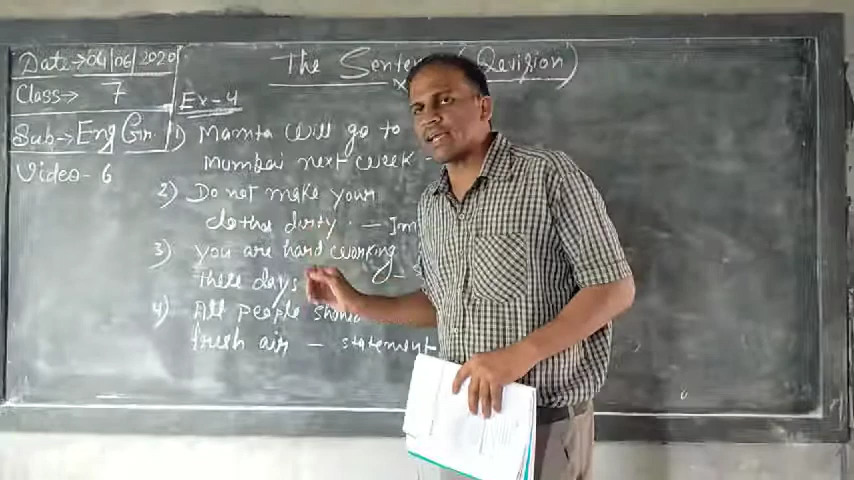 Date→04/06/2020
Class→ 7
Sub→ Eng Gr.
Video- 6
The Senten (Revision)
Ex-4
1) Mamta will go to
Mumbai next week -
2) Do not make your
clothes dirty. - Im
3) You are hard working
these days
4) All people shou
fresh air - statement